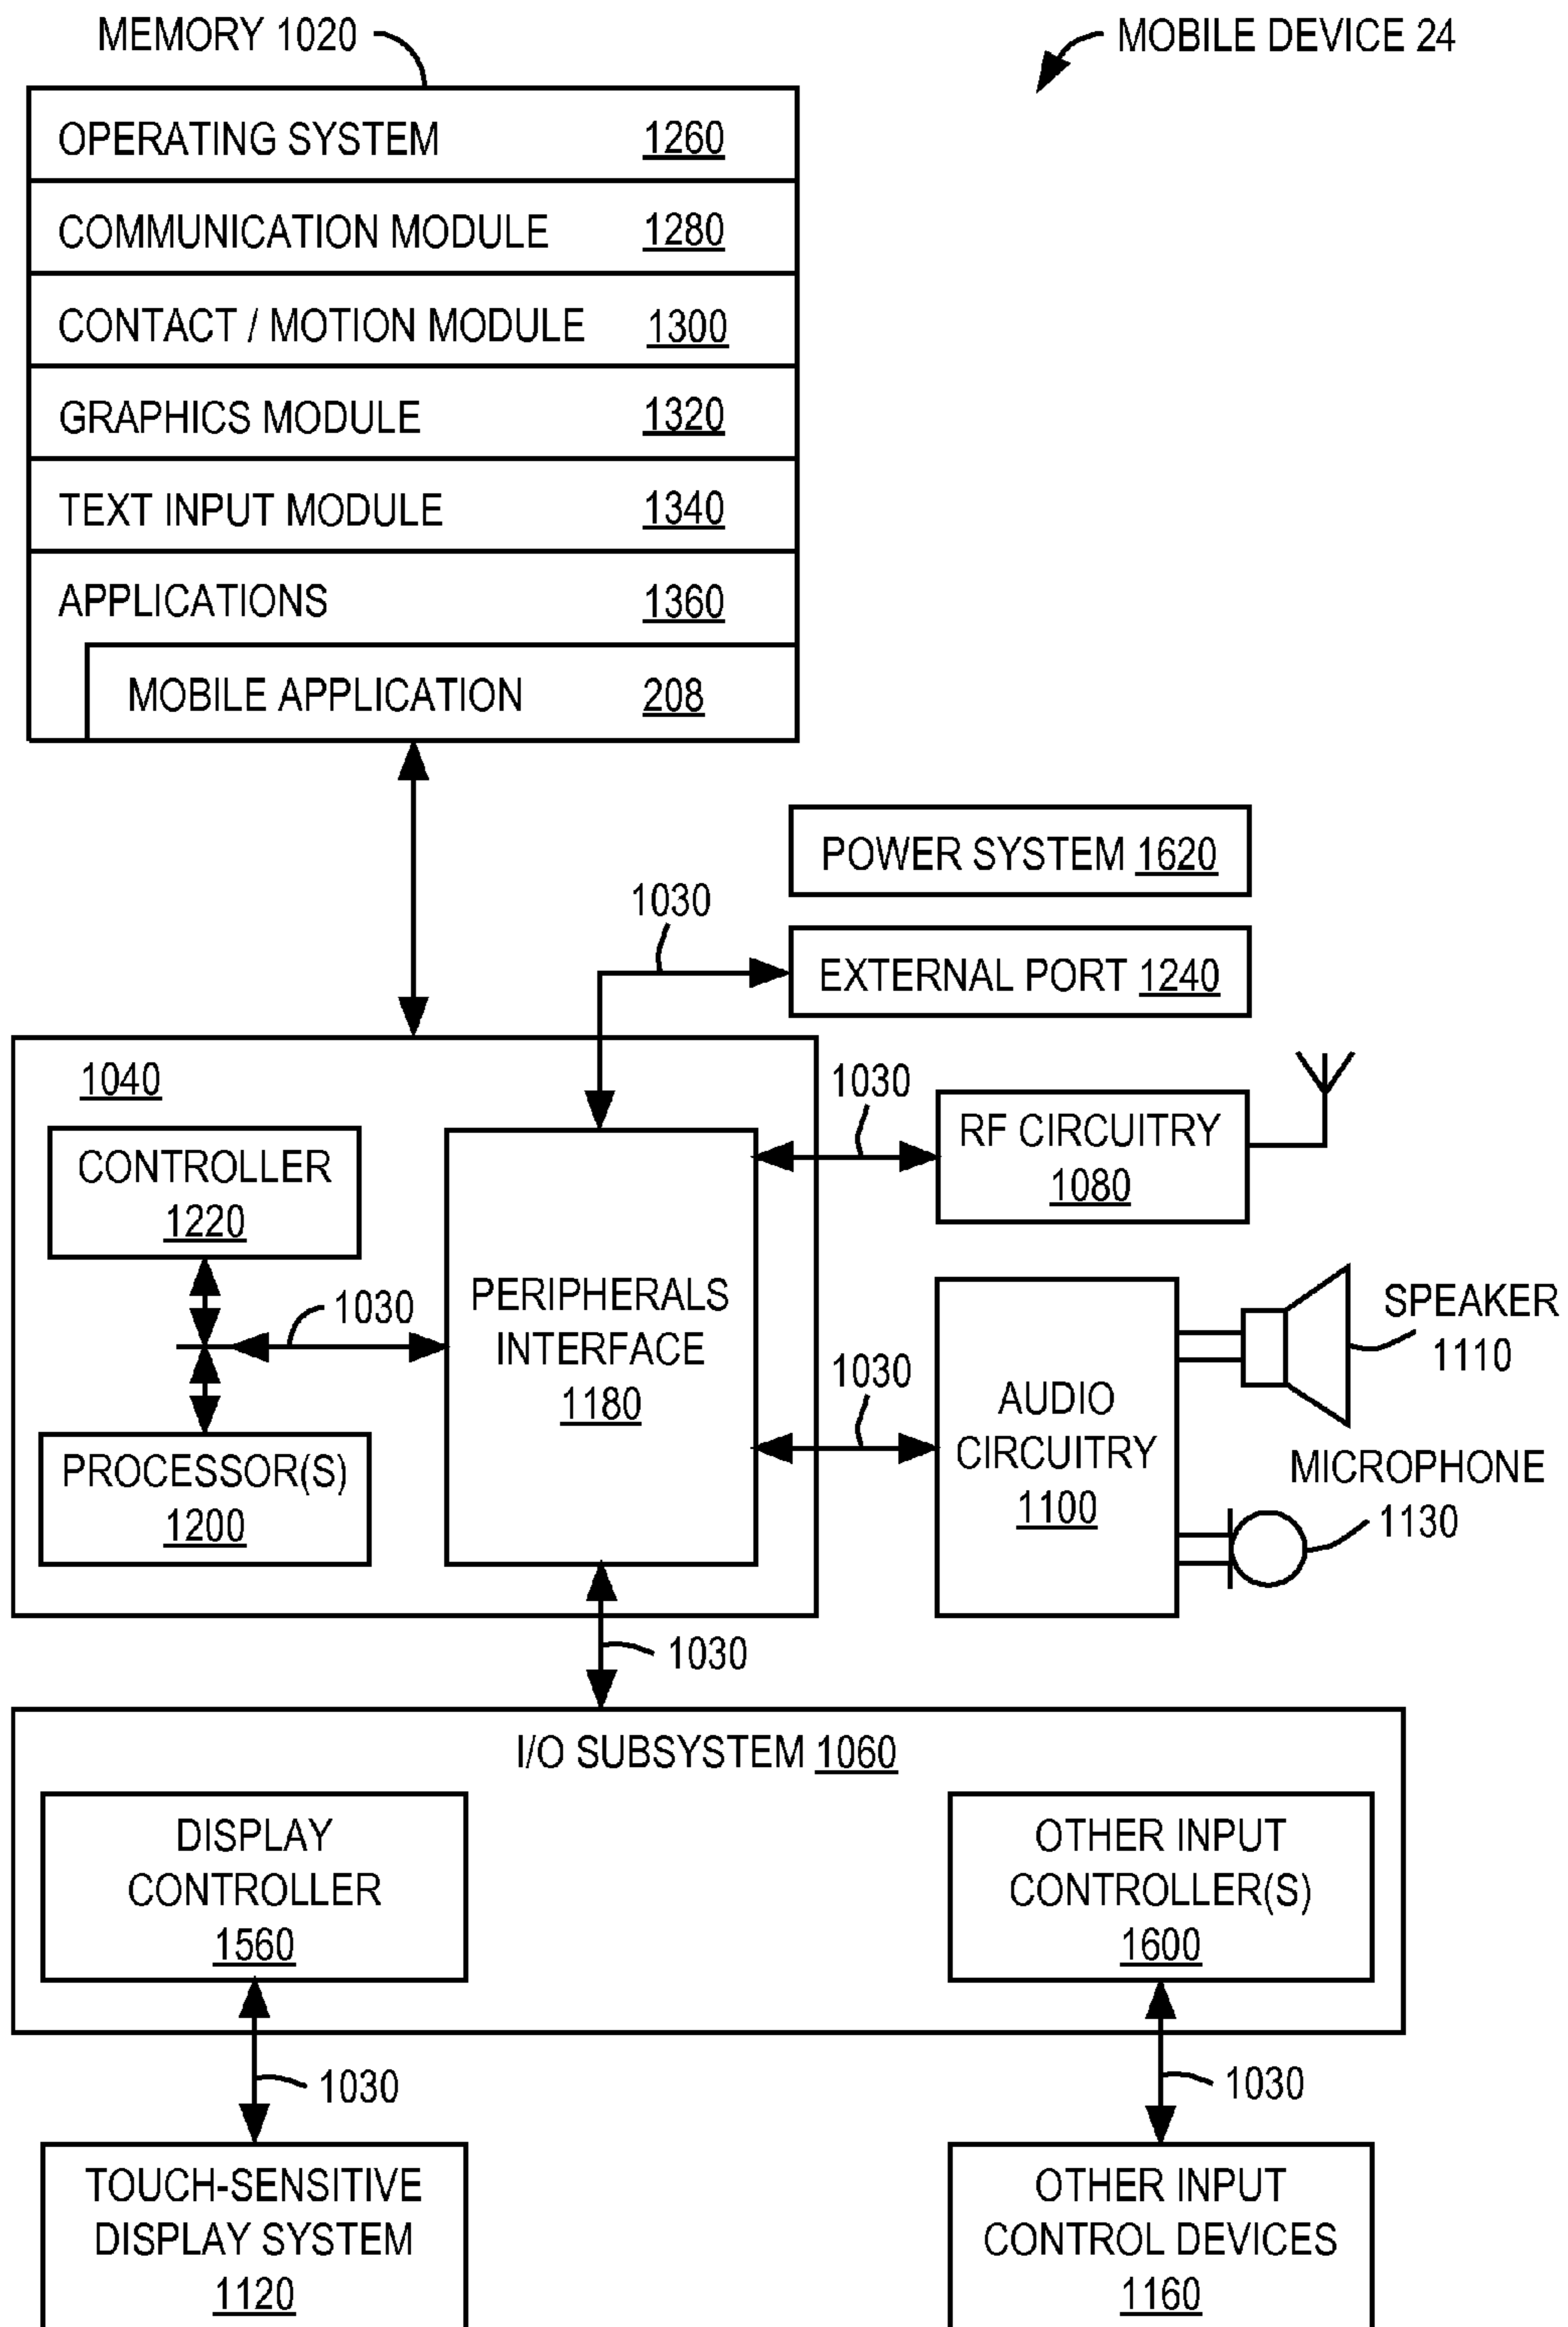 MEMORY 1020
MOBILE DEVICE 24
OPERATING SYSTEM 1260
COMMUNICATION MODULE 1280
CONTACT / MOTION MODULE 1300
GRAPHICS MODULE 1320
TEXT INPUT MODULE 1340
APPLICATIONS 1360
MOBILE APPLICATION 208
POWER SYSTEM 1620
1030
EXTERNAL PORT 1240
1040
1030
RF CIRCUITRY
1080
CONTROLLER
1220
1030
PERIPHERALS
INTERFACE
1180
1030
AUDIO
CIRCUITRY
1100
SPEAKER
1110
MICROPHONE
1130
PROCESSOR(S)
1200
1030
I/O SUBSYSTEM 1060
DISPLAY
CONTROLLER
1560
OTHER INPUT
CONTROLLER(S)
1600
1030
1030
TOUCH-SENSITIVE
DISPLAY SYSTEM
1120
OTHER INPUT
CONTROL DEVICES
1160